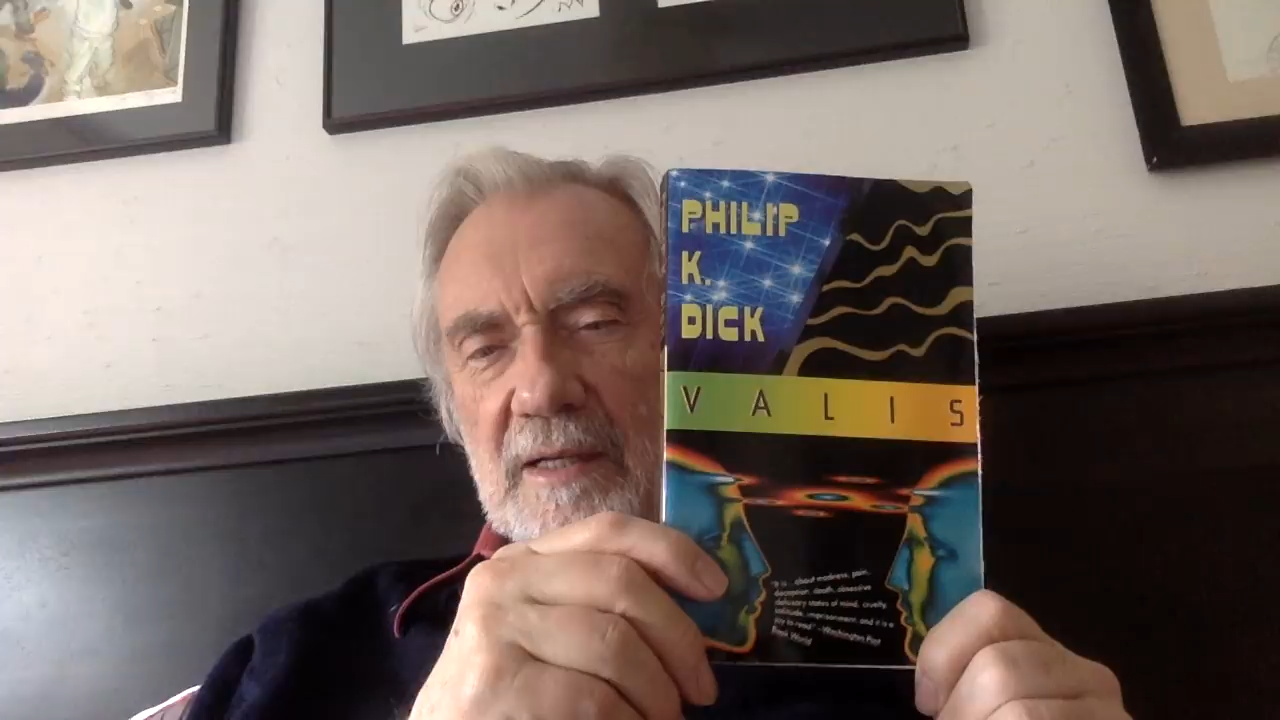 PHILIP
K.
DICK
VALIS
"It is ...about madness, pain,
deception, death, obsessive
delusory states of mind, cruelty,
solitude, imprisonment, and it is a
joy to read" —Washington Post
Book World